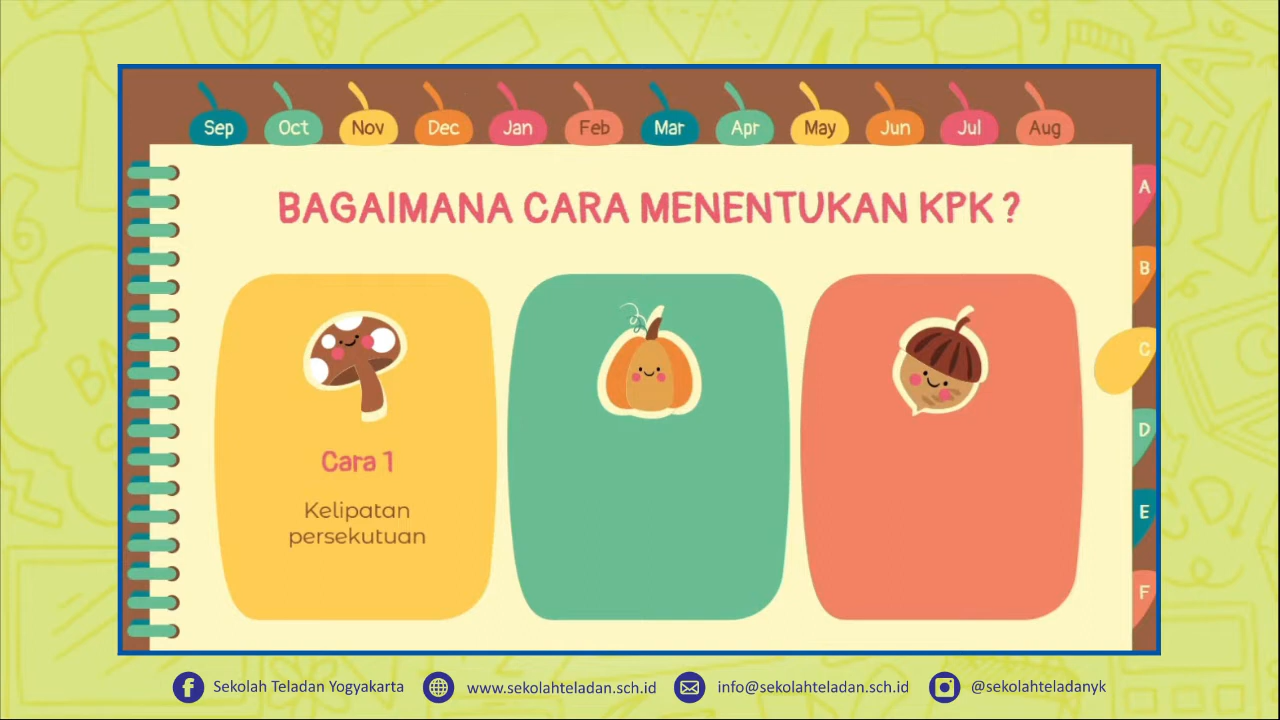 Sep Oct Nov Dec Jan Feb Mar Apr May Jun Jul Aug
BAGAIMANA CARA MENENTUKAN KPK ?
Cara 1
Kelipatan
persekutuan
A
B
C
D
E
F
Sekolah Teladan Yogyakarta www.sekolahteladan.sch.id info@sekolahteladan.sch.id @sekolahteladanyk